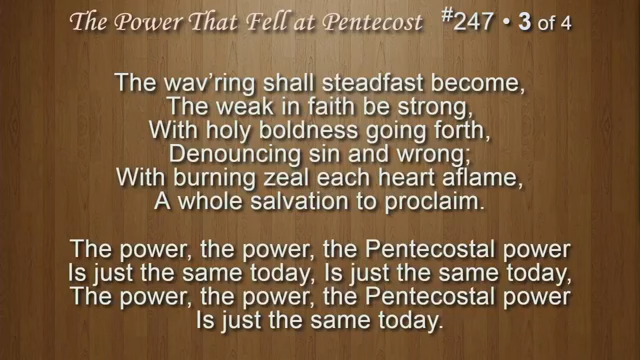 The Power That Fell at Pentecost #247 • 3 of 4
The wav'ring shall steadfast become,
The weak in faith be strong,
With holy boldness going forth,
Denouncing sin and wrong;
With burning zeal each heart aflame,
A whole salvation to proclaim.
The power, the power, the Pentecostal power
Is just the same today, Is just the same today,
The power, the power, the Pentecostal power
Is just the same today.